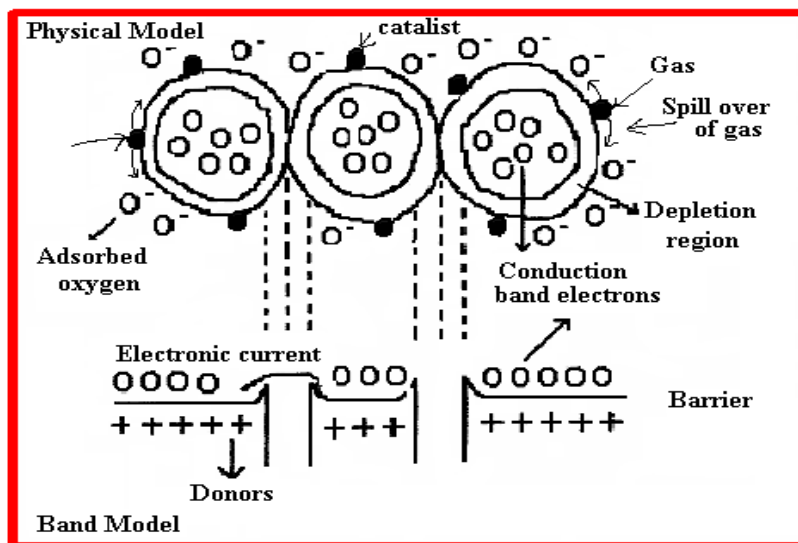 Physical Model
catalist
O-
O-
O-
O-
O-
Gas
Spill over
of gas
O-
O-
O-
O-
O-
O-
Depletion
region
Adsorbed
oxygen
Conduction
band electrons
Electronic current
O O O O
O O O
O O O O O
Barrier
+ + + + +
+ + +
+ + + + +
Donors
Band Model